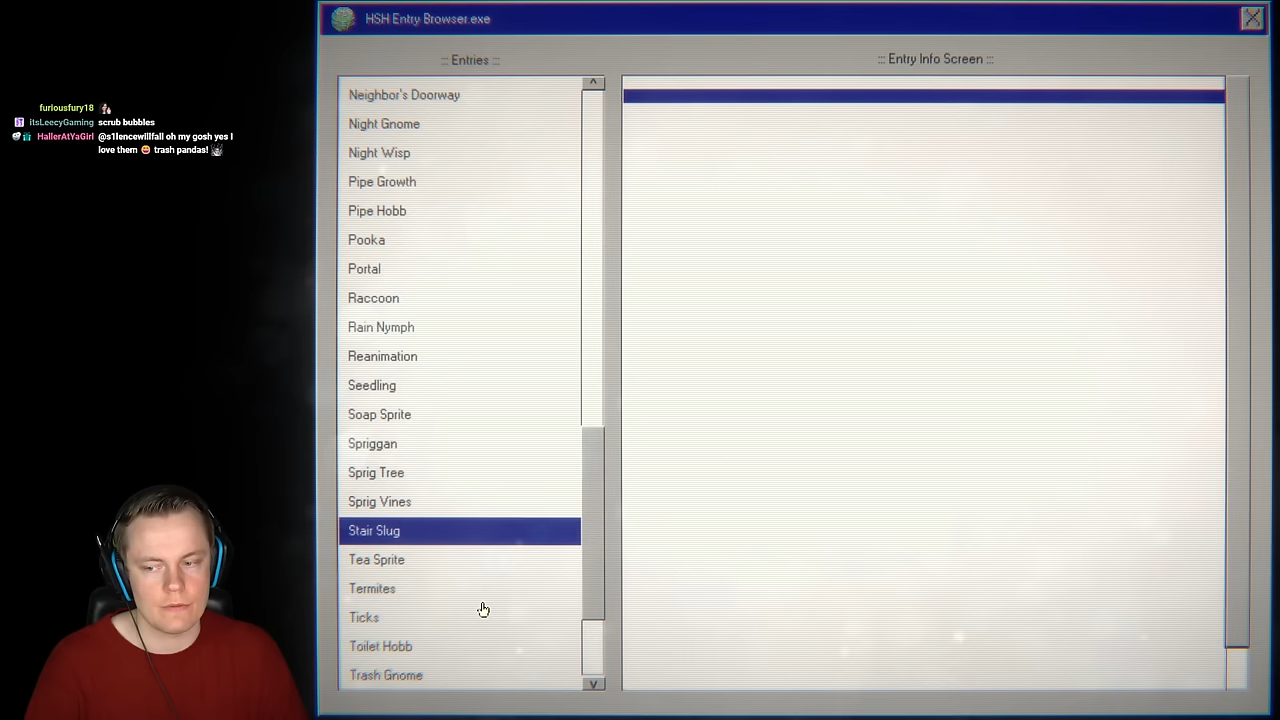 HSH Entry Browser.exe
::: Entries :::
::: Entry Info Screen :::
furiousfury18
itsLeecyGaming scrub bubbles
HallerAtYaGirl @s1lencewillfall oh my gosh yes I
love them 😄 trash pandas!
Neighbor's Doorway
Night Gnome
Night Wisp
Pipe Growth
Pipe Hobb
Pooka
Portal
Raccoon
Rain Nymph
Reanimation
Seedling
Soap Sprite
Spriggan
Sprig Tree
Sprig Vines
Stair Slug
Tea Sprite
Termites
Ticks
Toilet Hobb
Trash Gnome